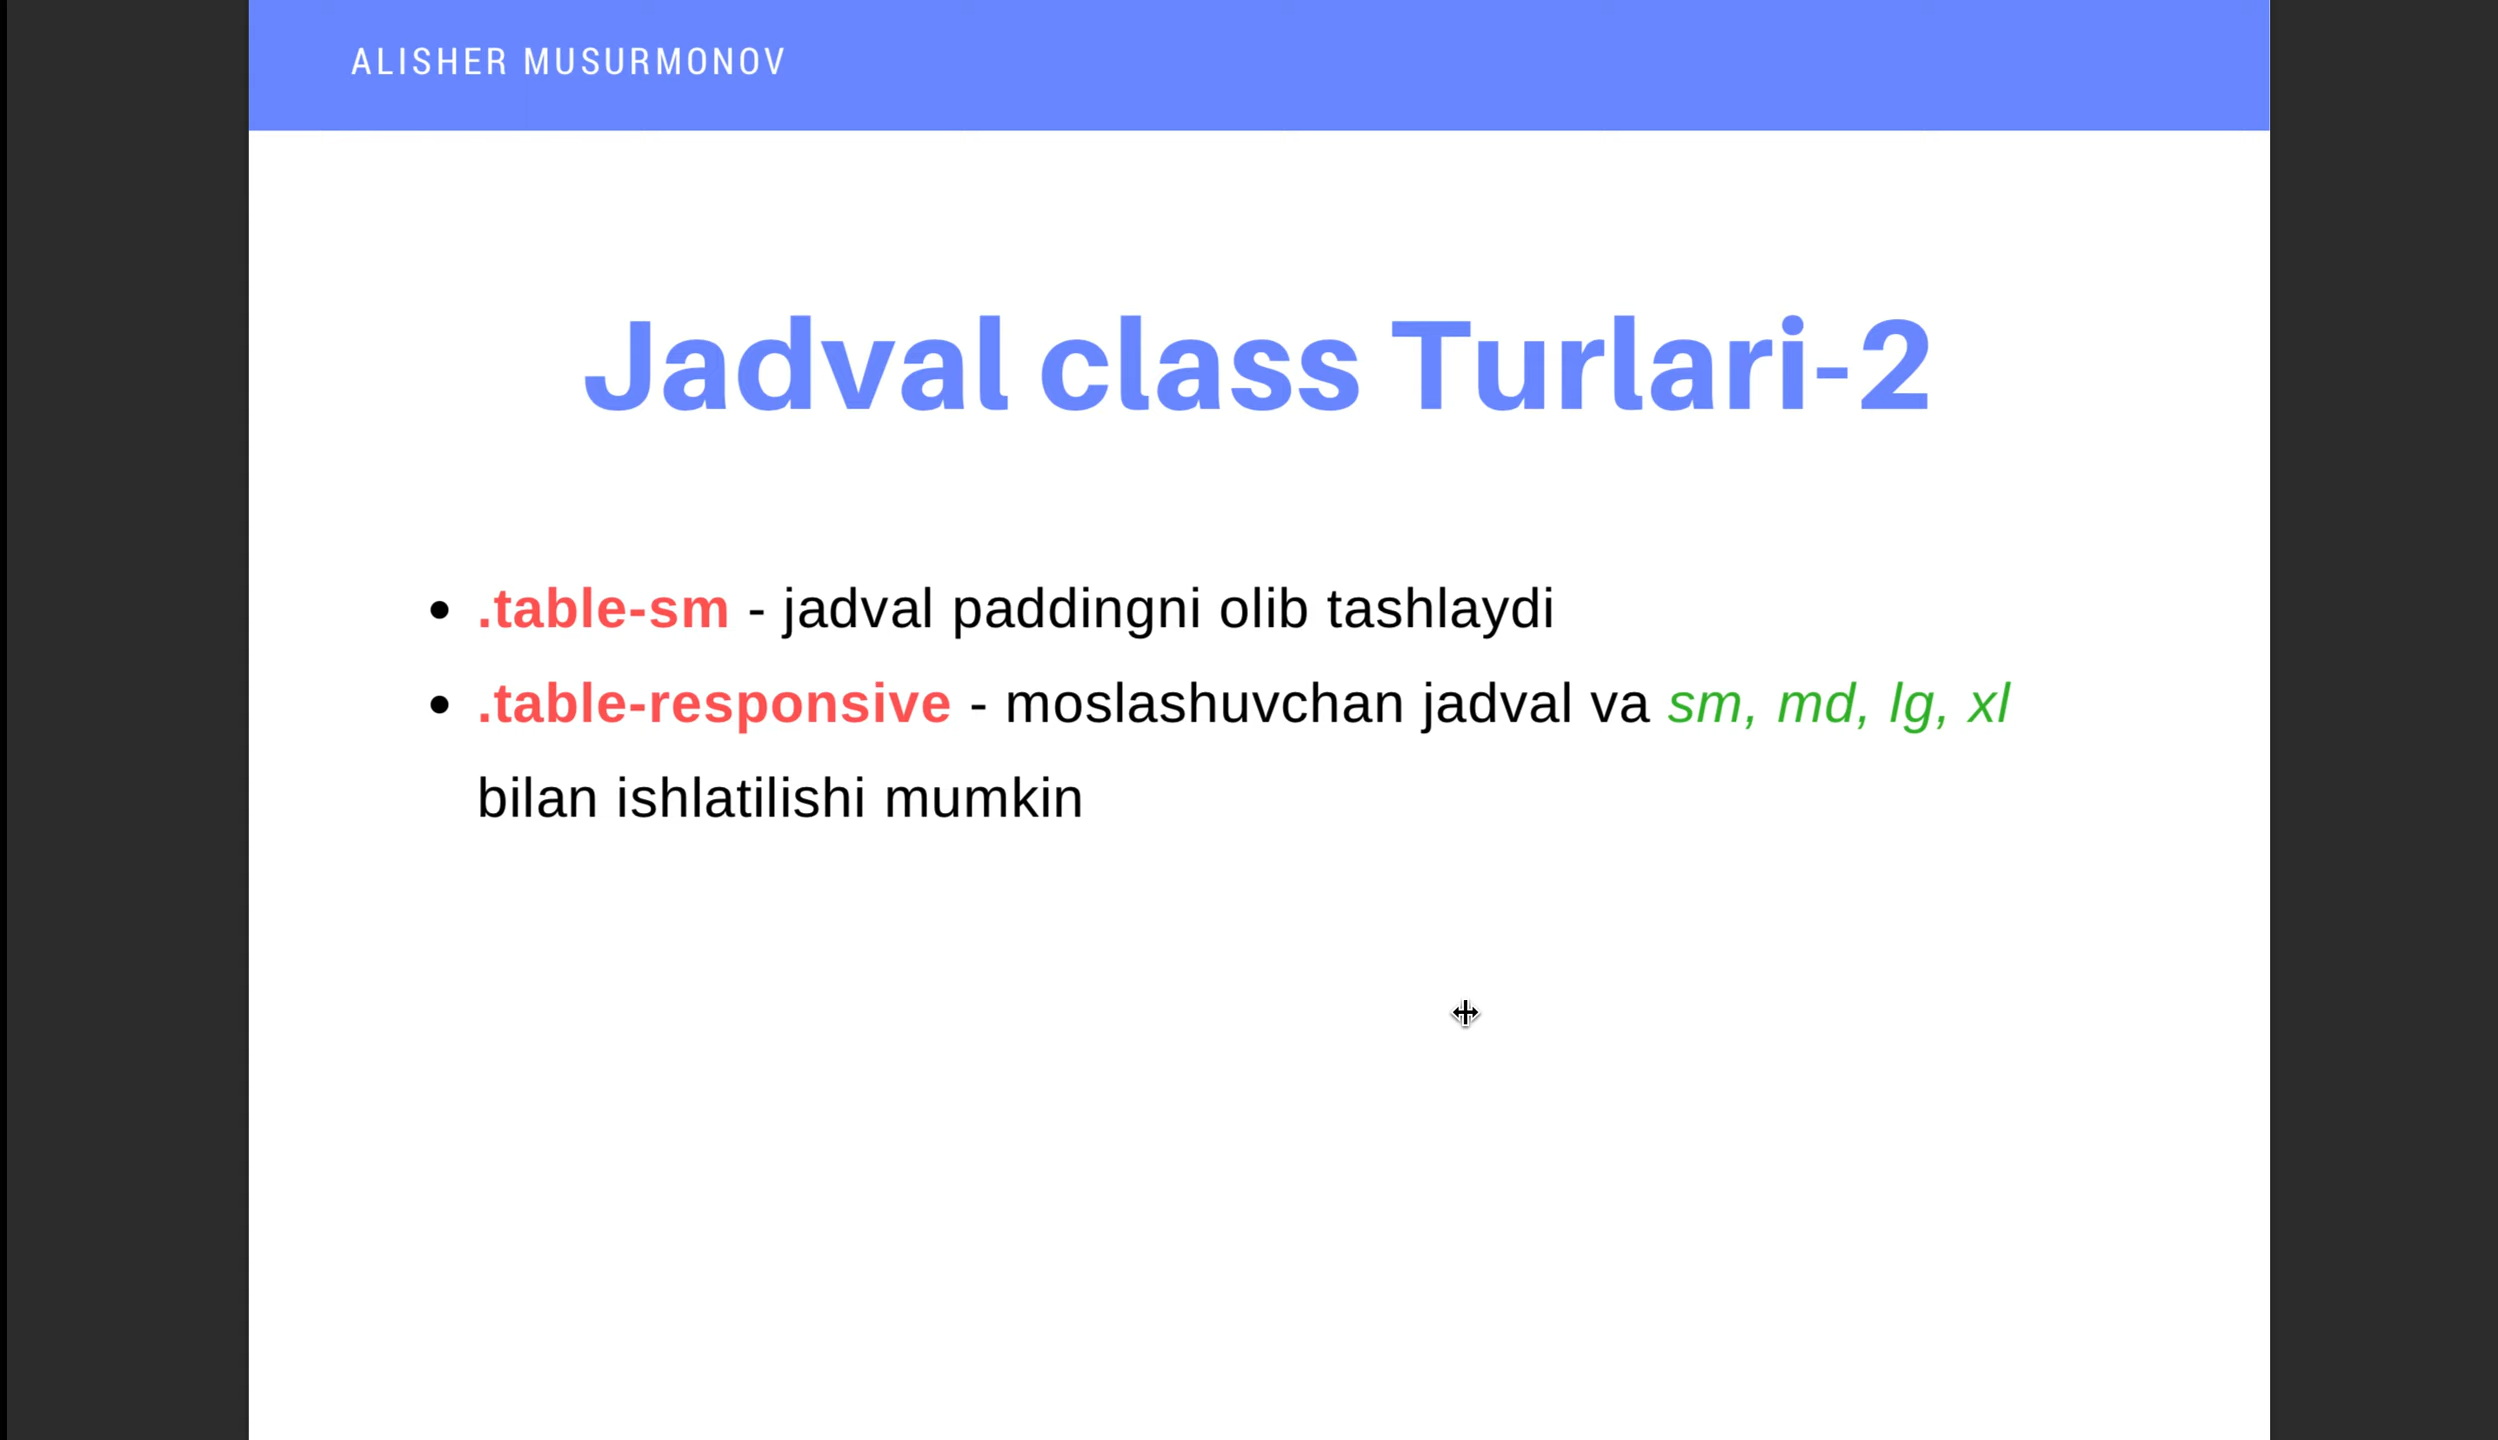 ALISHER MUSURMONOV
Jadval class Turlari-2
• .table-sm - jadval paddingni olib tashlaydi
• .table-responsive - moslashuvchan jadval va sm, md, lg, xl
bilan ishlatilishi mumkin